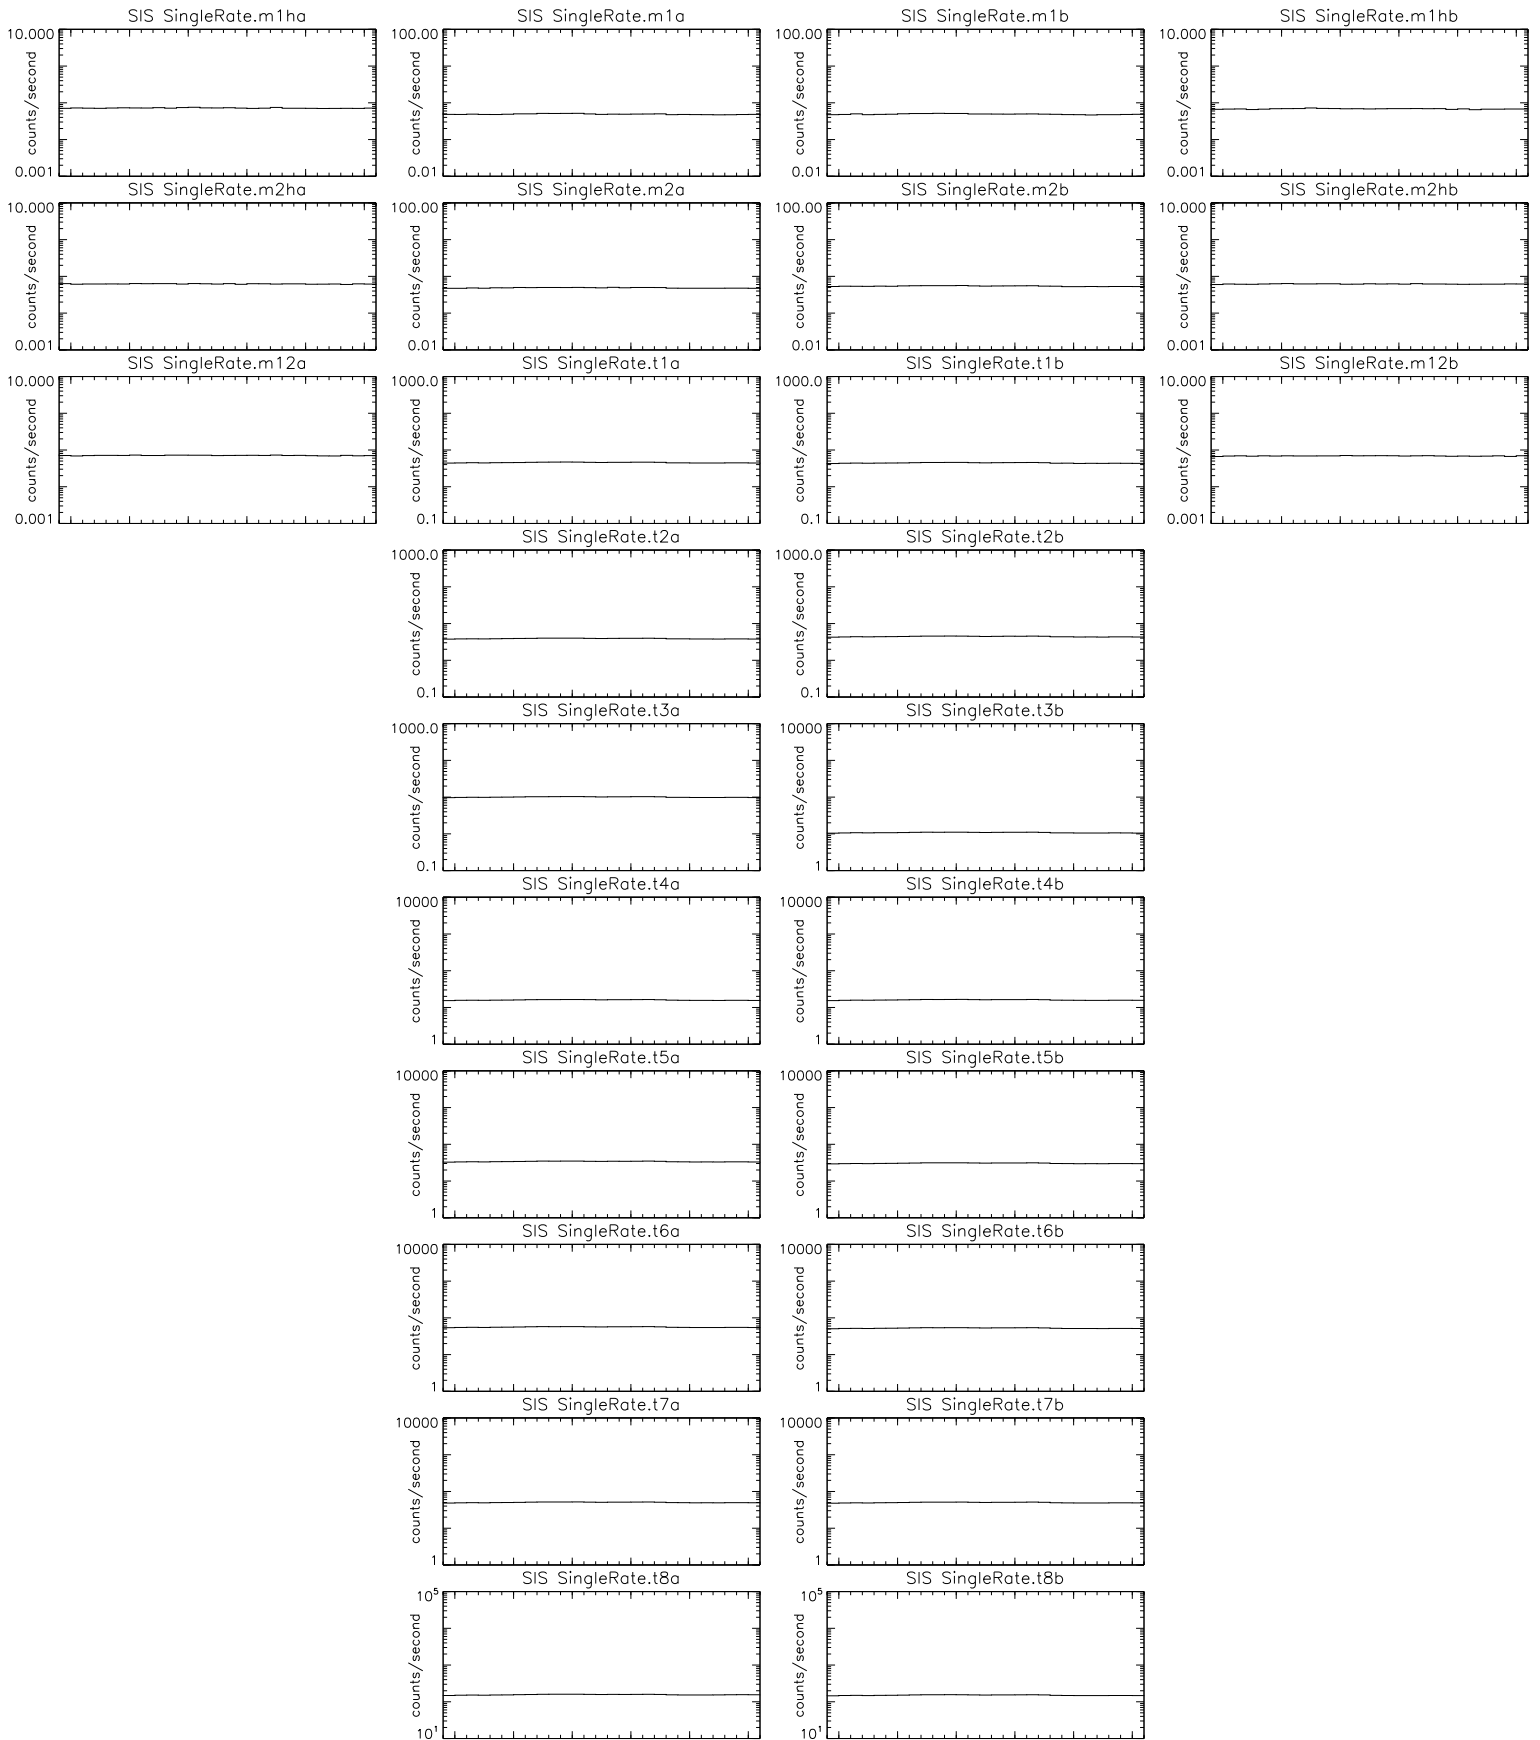 SIS SingleRate.m1ha
10.000
counts/second
0.001
SIS SingleRate.m1a
100.00
counts/second
0.01
SIS SingleRate.m1b
100.00
counts/second
0.01
SIS SingleRate.m1hb
10.000
counts/second
0.001
SIS SingleRate.m2ha
10.000
counts/second
0.001
SIS SingleRate.m2a
100.00
counts/second
0.01
SIS SingleRate.m2b
100.00
counts/second
0.01
SIS SingleRate.m2hb
10.000
counts/second
0.001
SIS SingleRate.m12a
10.000
counts/second
0.001
SIS SingleRate.t1a
1000.0
counts/second
0.1
SIS SingleRate.t1b
1000.0
counts/second
0.1
SIS SingleRate.m12b
10.000
counts/second
0.001
SIS SingleRate.t2a
1000.0
counts/second
0.1
SIS SingleRate.t2b
1000.0
counts/second
0.1
SIS SingleRate.t3a
1000.0
counts/second
0.1
SIS SingleRate.t3b
10000
counts/second
1
SIS SingleRate.t4a
10000
counts/second
1
SIS SingleRate.t4b
10000
counts/second
1
SIS SingleRate.t5a
10000
counts/second
1
SIS SingleRate.t5b
10000
counts/second
1
SIS SingleRate.t6a
10000
counts/second
1
SIS SingleRate.t6b
10000
counts/second
1
SIS SingleRate.t7a
10000
counts/second
1
SIS SingleRate.t7b
10000
counts/second
1
SIS SingleRate.t8a
10⁵
counts/second
10¹
SIS SingleRate.t8b
10⁵
counts/second
10¹